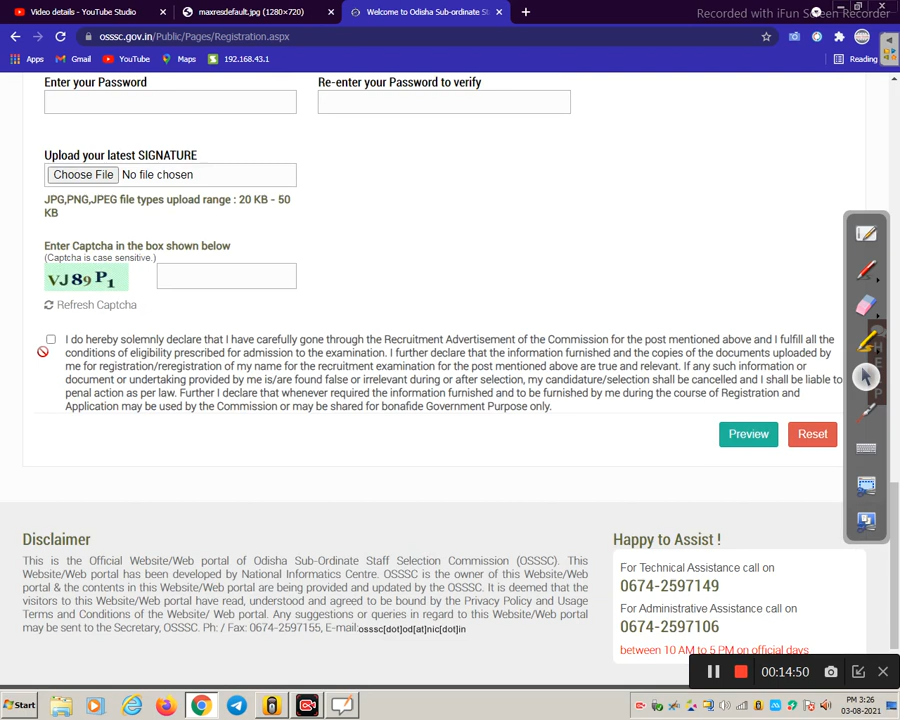 Video details - YouTube Studio
maxresdefault.jpg (1280×720)
Welcome to Odisha Sub-ordinate St
Recorded with iFun Screen Recorder
osssc.gov.in/Public/Pages/Registration.aspx
Apps
Gmail
YouTube
Maps
192.168.43.1
Reading
Enter your Password
Re-enter your Password to verify
Upload your latest SIGNATURE
Choose File No file chosen
JPG,PNG,JPEG file types upload range : 20 KB - 50
KB
Enter Captcha in the box shown below
(Captcha is case sensitive.)
VJ89P1
Refresh Captcha
I do hereby solemnly declare that I have carefully gone through the Recruitment Advertisement of the Commission for the post mentioned above and I fulfill all the
conditions of eligibility prescribed for admission to the examination. I further declare that the information furnished and the copies of the documents uploaded by
me for registration/reregistration of my name for the recruitment examination for the post mentioned above are true and relevant. If any such information or
document or undertaking provided by me is/are found false or irrelevant during or after selection, my candidature/selection shall be cancelled and I shall be liable to
penal action as per law. Further I declare that whenever required the information furnished and to be furnished by me during the course of Registration and
Application may be used by the Commission or may be shared for bonafide Government Purpose only.
Preview
Reset
Disclaimer
This is the Official Website/Web portal of Odisha Sub-Ordinate Staff Selection Commission (OSSSC). This
Website/Web portal has been developed by National Informatics Centre. OSSSC is the owner of this Website/Web
portal & the contents in this Website/Web portal are being provided and updated by the OSSSC. It is deemed that the
visitors to this Website/Web portal have read, understood and agreed to be bound by the Privacy Policy and Usage
Terms and Conditions of the Website/ Web portal. Any suggestions or queries in regard to this Website/Web portal
may be sent to the Secretary, OSSSC. Ph: / Fax: 0674-2597155, E-mail:osssc[dot]od[at]nic[dot]in
Happy to Assist !
For Technical Assistance call on
0674-2597149
For Administrative Assistance call on
0674-2597106
between 10 AM to 5 PM on official days
00:14:50
Start
PM 3:26
03-08-2021